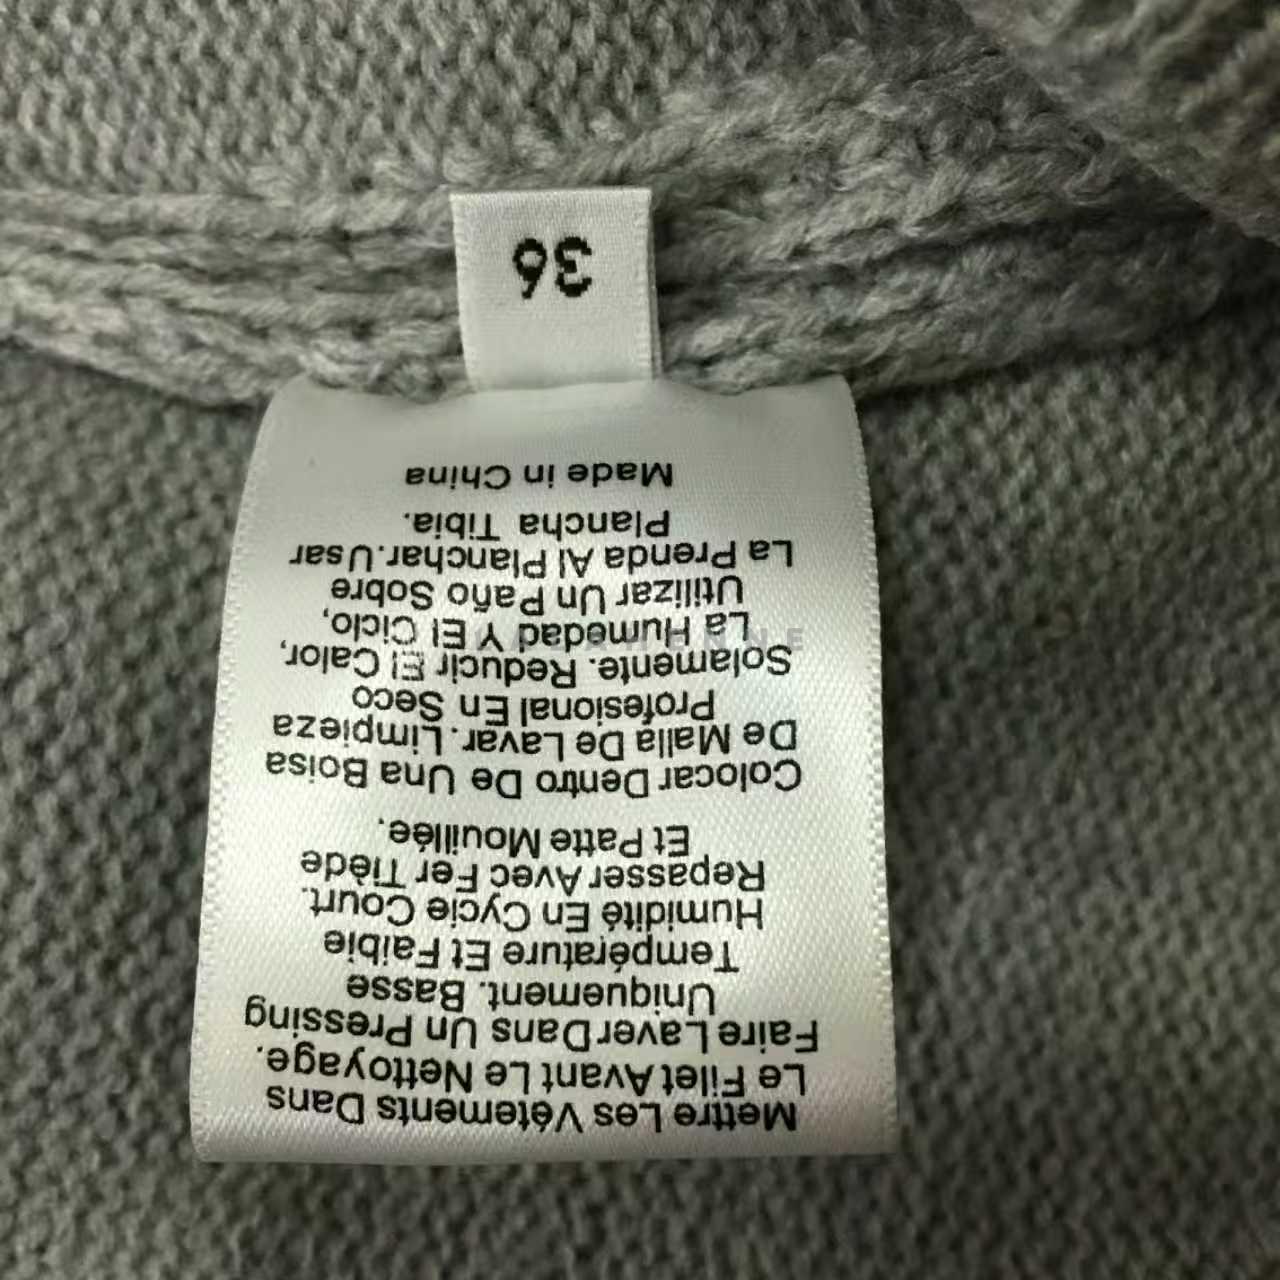 Mettre Les Vêtements Dans
Le Filet Avant Le Nettoyage.
Faire Laver Dans Un Pressing
Uniquement. Basse
Température Et Faibie
Humidité En Cycie Court.
Repasser Avec Fer Tiède
Et Patte Mouillée.
Colocar Dentro De Una Boisa
De Malla De Lavar. Limpieza
Profesional En Seco
Solamente. Reducir El Calor,
La Humedad Y El Ciclo,
Utilizar Un Paño Sobre
La Prenda Al Planchar.Usar
Plancha Tibia.
Made in China
36